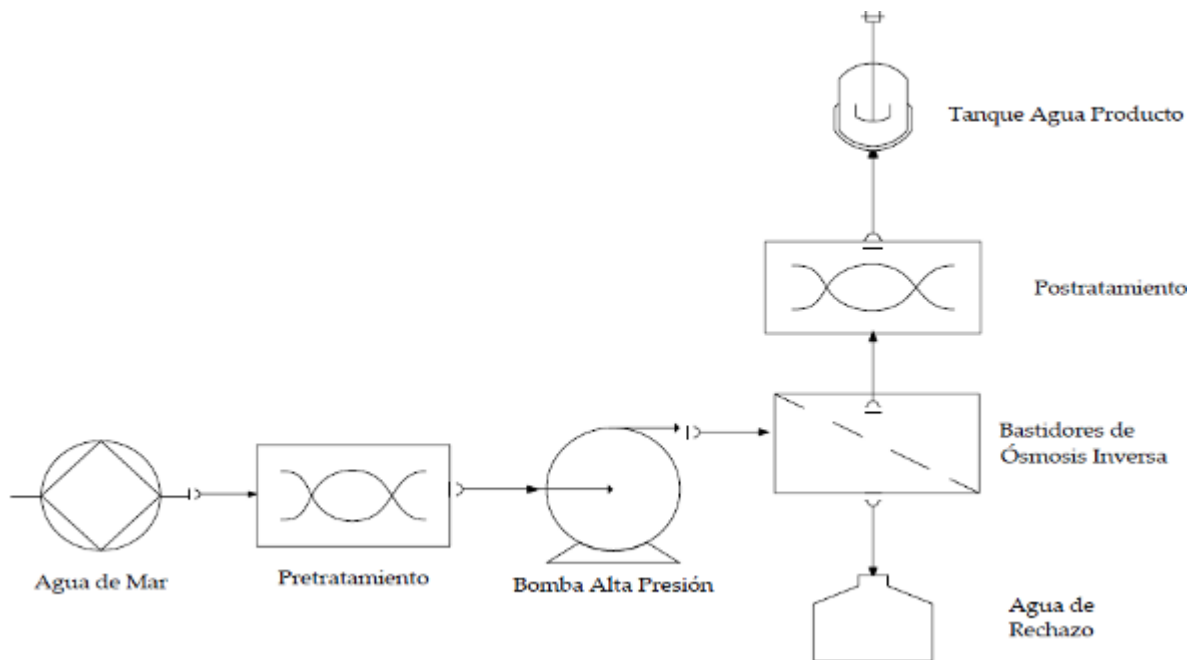 Tanque Agua Producto
Postratamiento
Bastidores de
Ósmosis Inversa
Agua de Mar
Pretratamiento
Bomba Alta Presión
Agua de
Rechazo